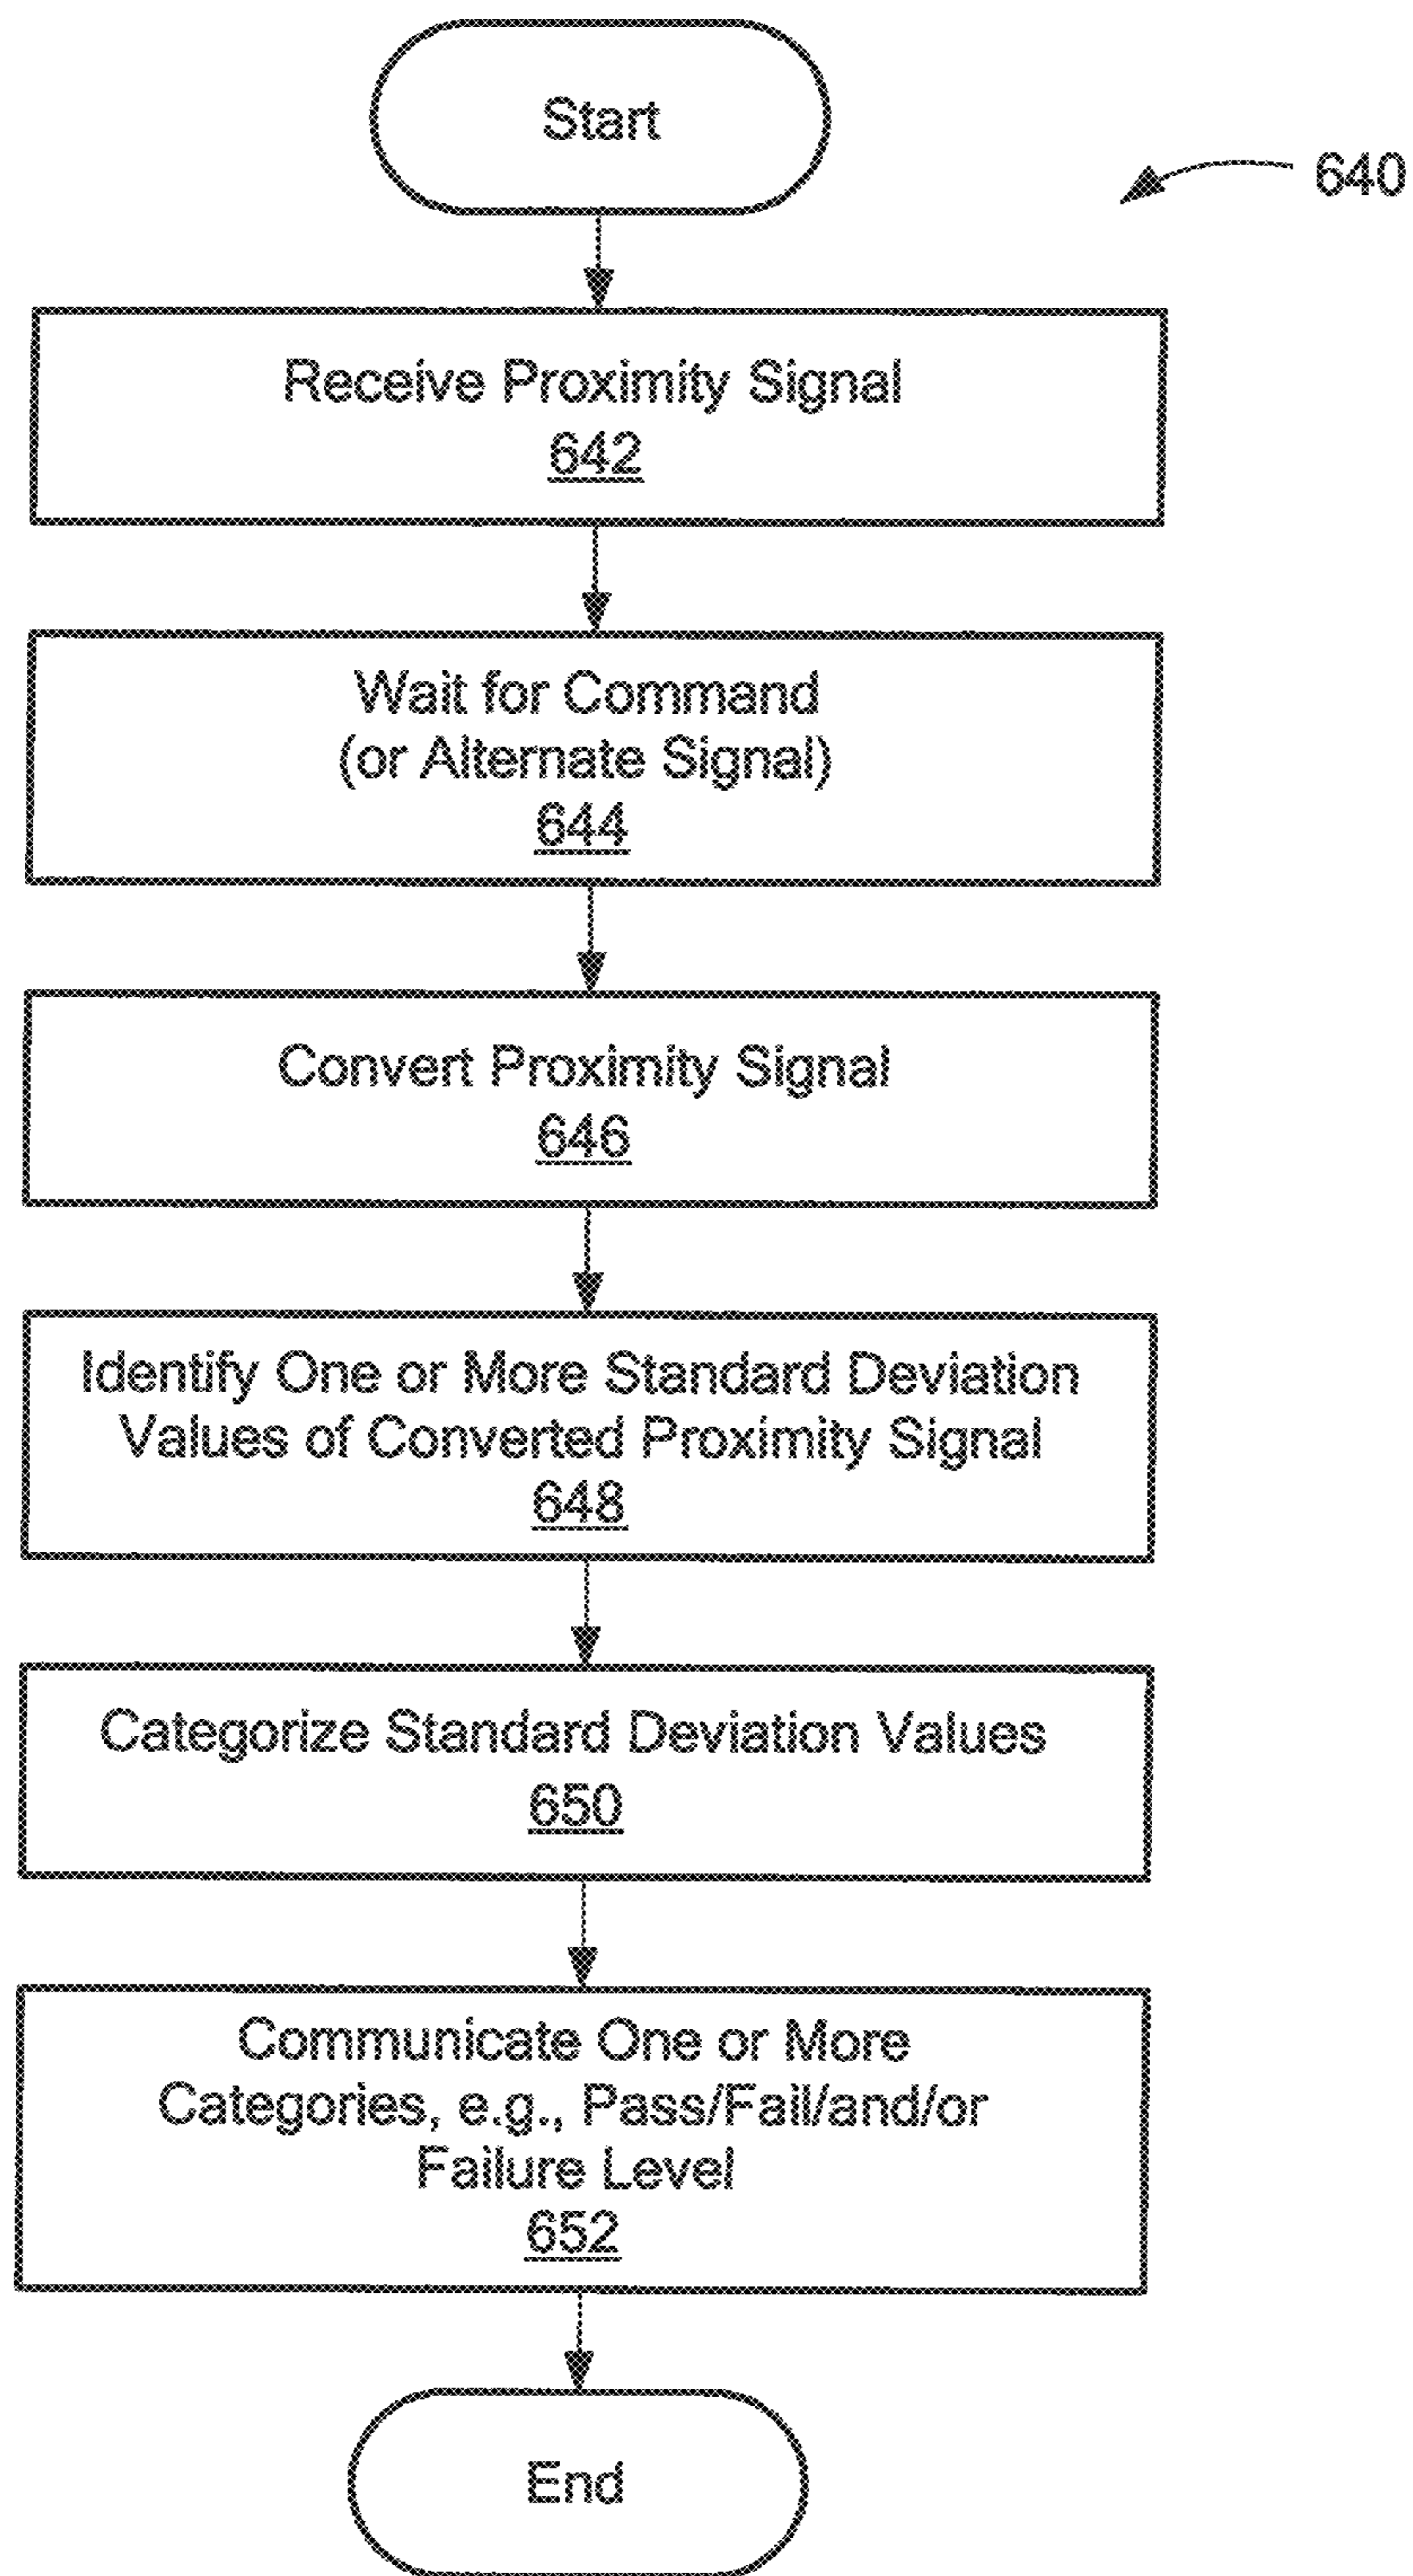 Start
640
Receive Proximity Signal
642
Wait for Command
(or Alternate Signal)
644
Convert Proximity Signal
646
Identify One or More Standard Deviation
Values of Converted Proximity Signal
648
Categorize Standard Deviation Values
650
Communicate One or More
Categories, e.g., Pass/Fail/and/or
Failure Level
652
End